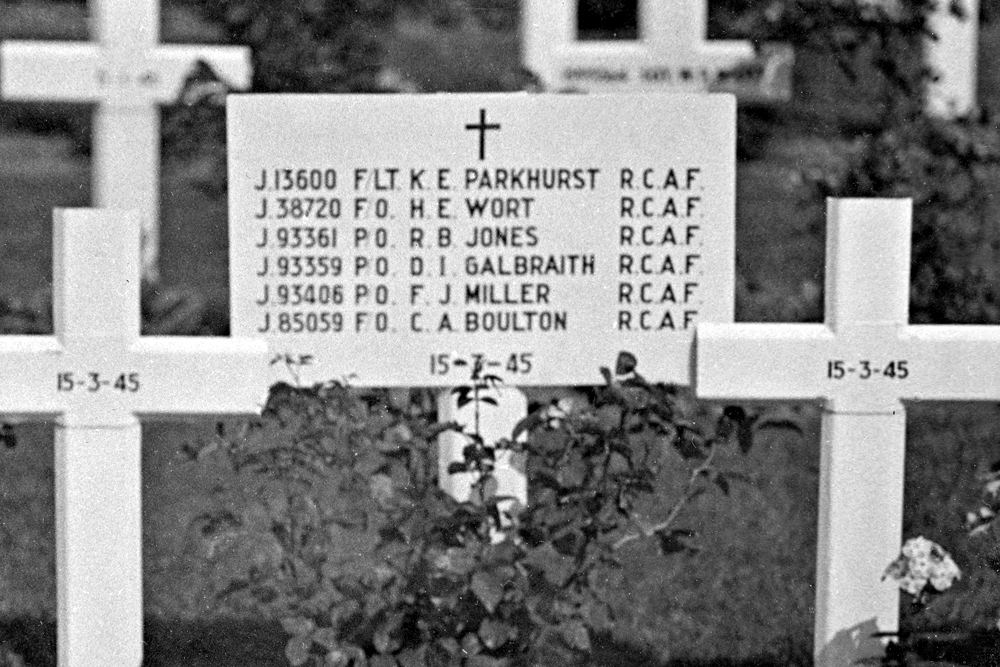 J.13600 F/LT. K. E. PARKHURST R.C.A.F.
J.38720 F/O. H. E. WORT R.C.A.F.
J.93361 P/O. R. B. JONES R.C.A.F.
J.93359 P/O. D. I. GALBRAITH R.C.A.F.
J.93406 P/O. F. J. MILLER R.C.A.F.
J.85059 F/O. C. A. BOULTON R.C.A.F.
15-3-45
15-3-45
15-3-45